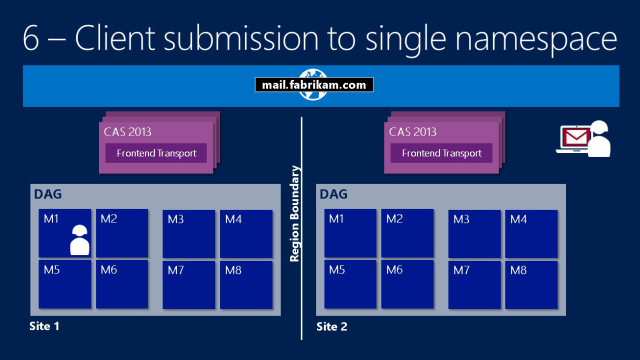 6 – Client submission to single namespace
mail.fabrikam.com
CAS 2013
Frontend Transport
CAS 2013
Frontend Transport
Region Boundary
DAG
M1 M2 M3 M4
M5 M6 M7 M8
Site 1
DAG
M1 M2 M3 M4
M5 M6 M7 M8
Site 2